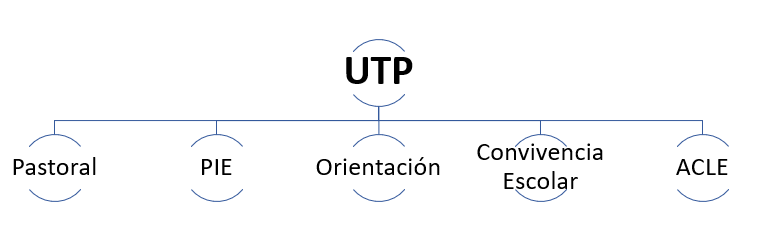 UTP
Pastoral
PIE
Orientación
Convivencia
Escolar
ACLE